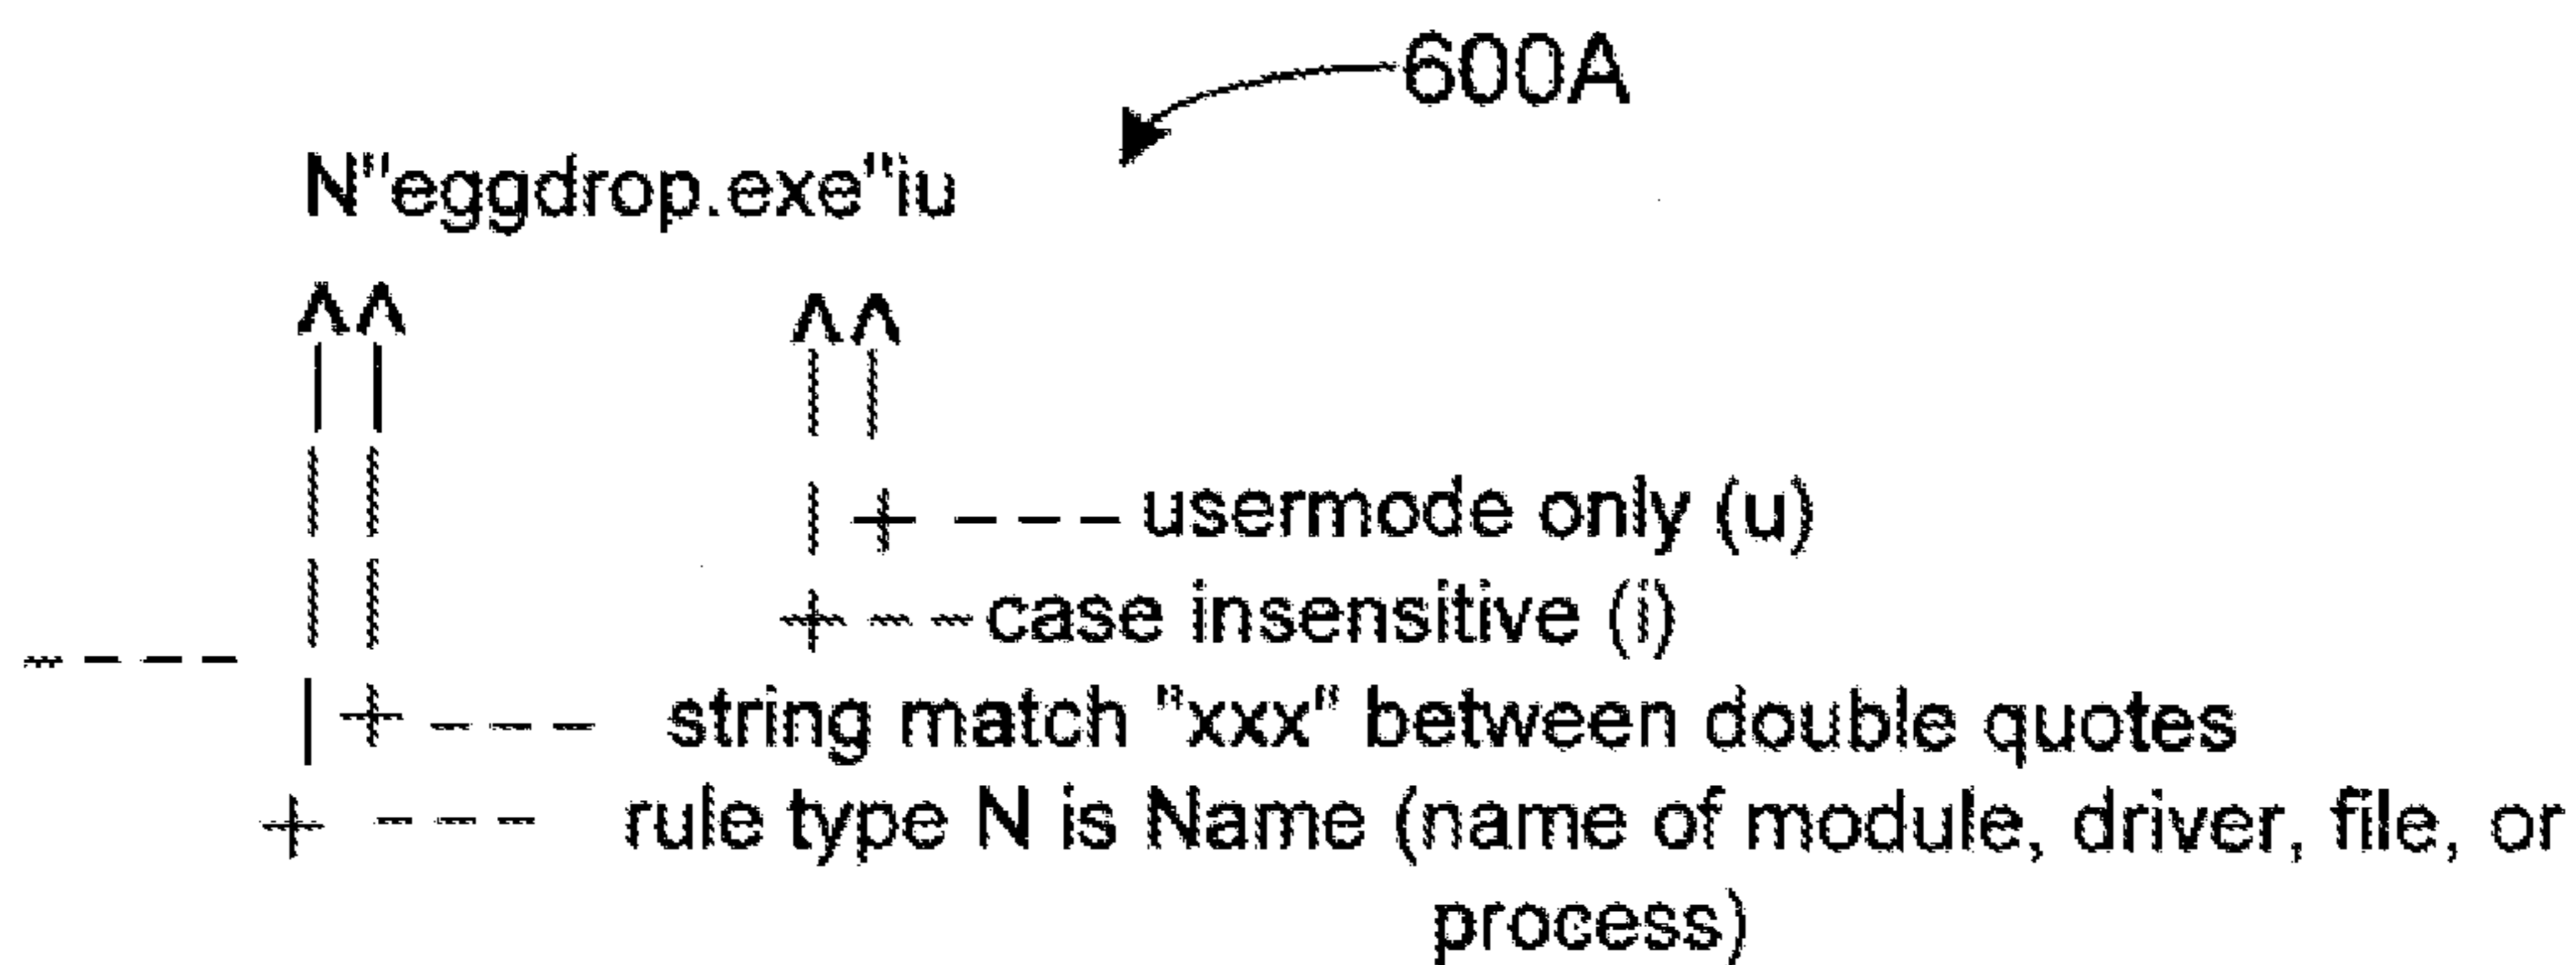 600A
N"eggdrop.exe"iu
usermode only (u)
case insensitive (i)
string match "xxx" between double quotes
rule type N is Name (name of module, driver, file, or
process)